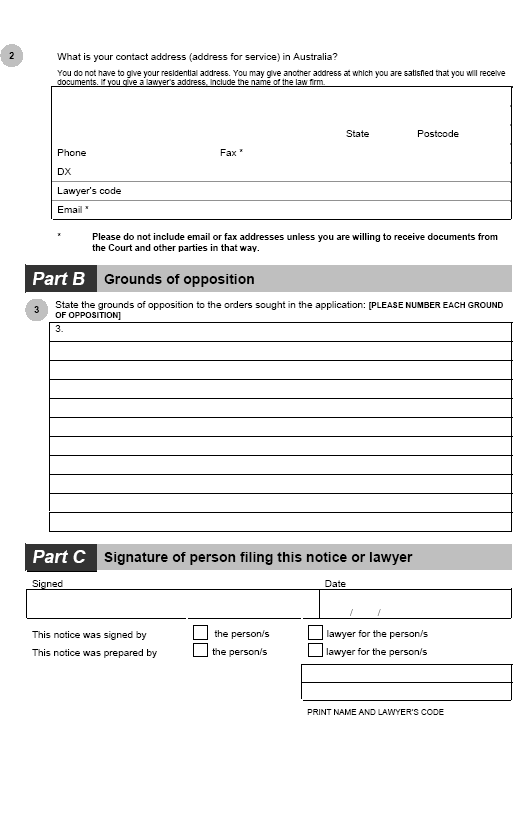 2
What is your contact address (address for service) in Australia?
You do not have to give your residential address. You may give another address at which you are satisfied that you will receive
documents. If you give a lawyer's address, include the name of the law firm.
State Postcode
Phone Fax *
DX
Lawyer's code
Email *
* Please do not include email or fax addresses unless you are willing to receive documents from
the Court and other parties in that way.
Part B Grounds of opposition
3 State the grounds of opposition to the orders sought in the application: [PLEASE NUMBER EACH GROUND
OF OPPOSITION]
3.
Part C Signature of person filing this notice or lawyer
Signed Date
/ /
This notice was signed by the person/s lawyer for the person/s
This notice was prepared by the person/s lawyer for the person/s
PRINT NAME AND LAWYER'S CODE